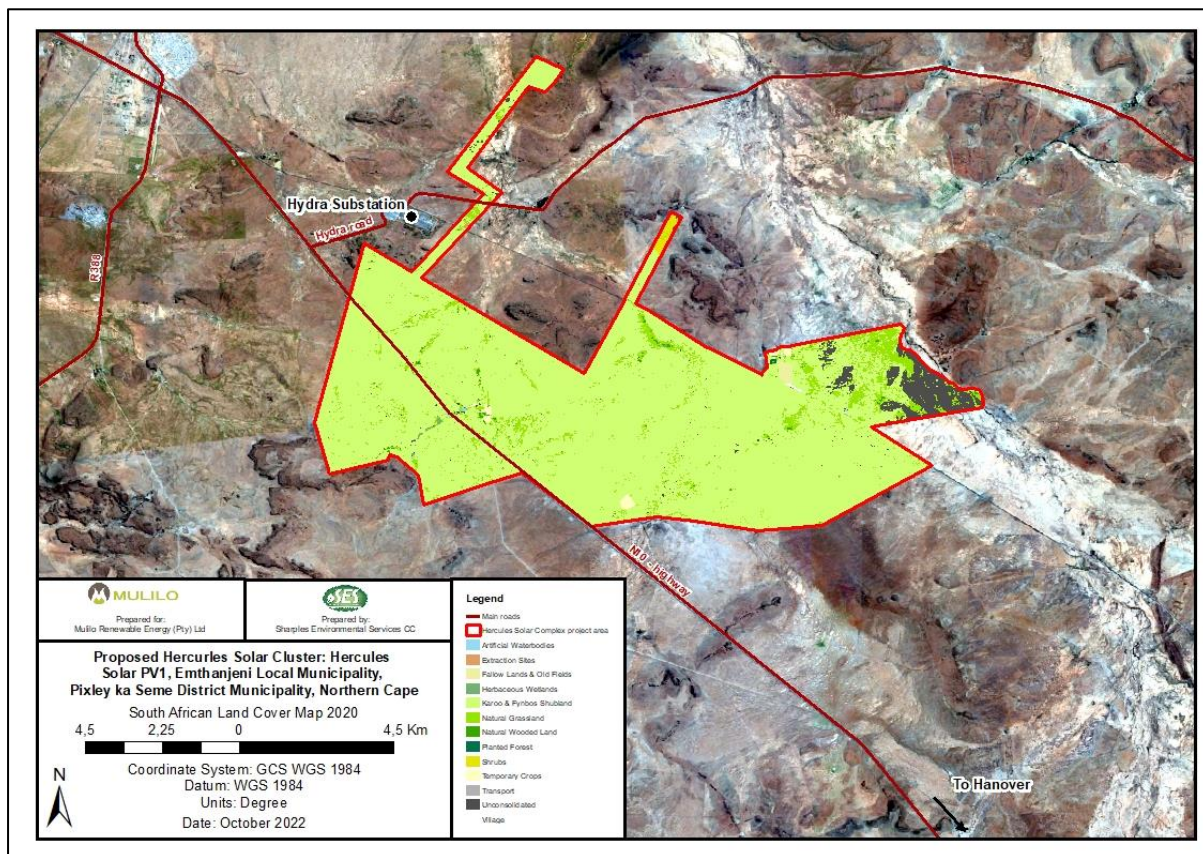 Hydra Substation
Hydra road
R388
N10 - highway
To Hanover
MULILO
Prepared for:
Mulilo Renewable Energy (Pty) Ltd
SES
Prepared by:
Sharples Environmental Services CC
Proposed Hercurles Solar Cluster: Hercules
Solar PV1, Emthanjeni Local Municipality,
Pixley ka Seme District Municipality, Northern Cape
South African Land Cover Map 2020
4,5 2,25 0 4,5 Km
Coordinate System: GCS WGS 1984
Datum: WGS 1984
Units: Degree
Date: October 2022
N
Legend
Main roads
Hercules Solar Complex project area
Artificial Waterbodies
Extraction Sites
Fallow Lands & Old Fields
Herbaceous Wetlands
Karoo & Fynbos Shubland
Natural Grassland
Natural Wooded Land
Planted Forest
Shrubs
Temporary Crops
Transport
Unconsolidated
Village